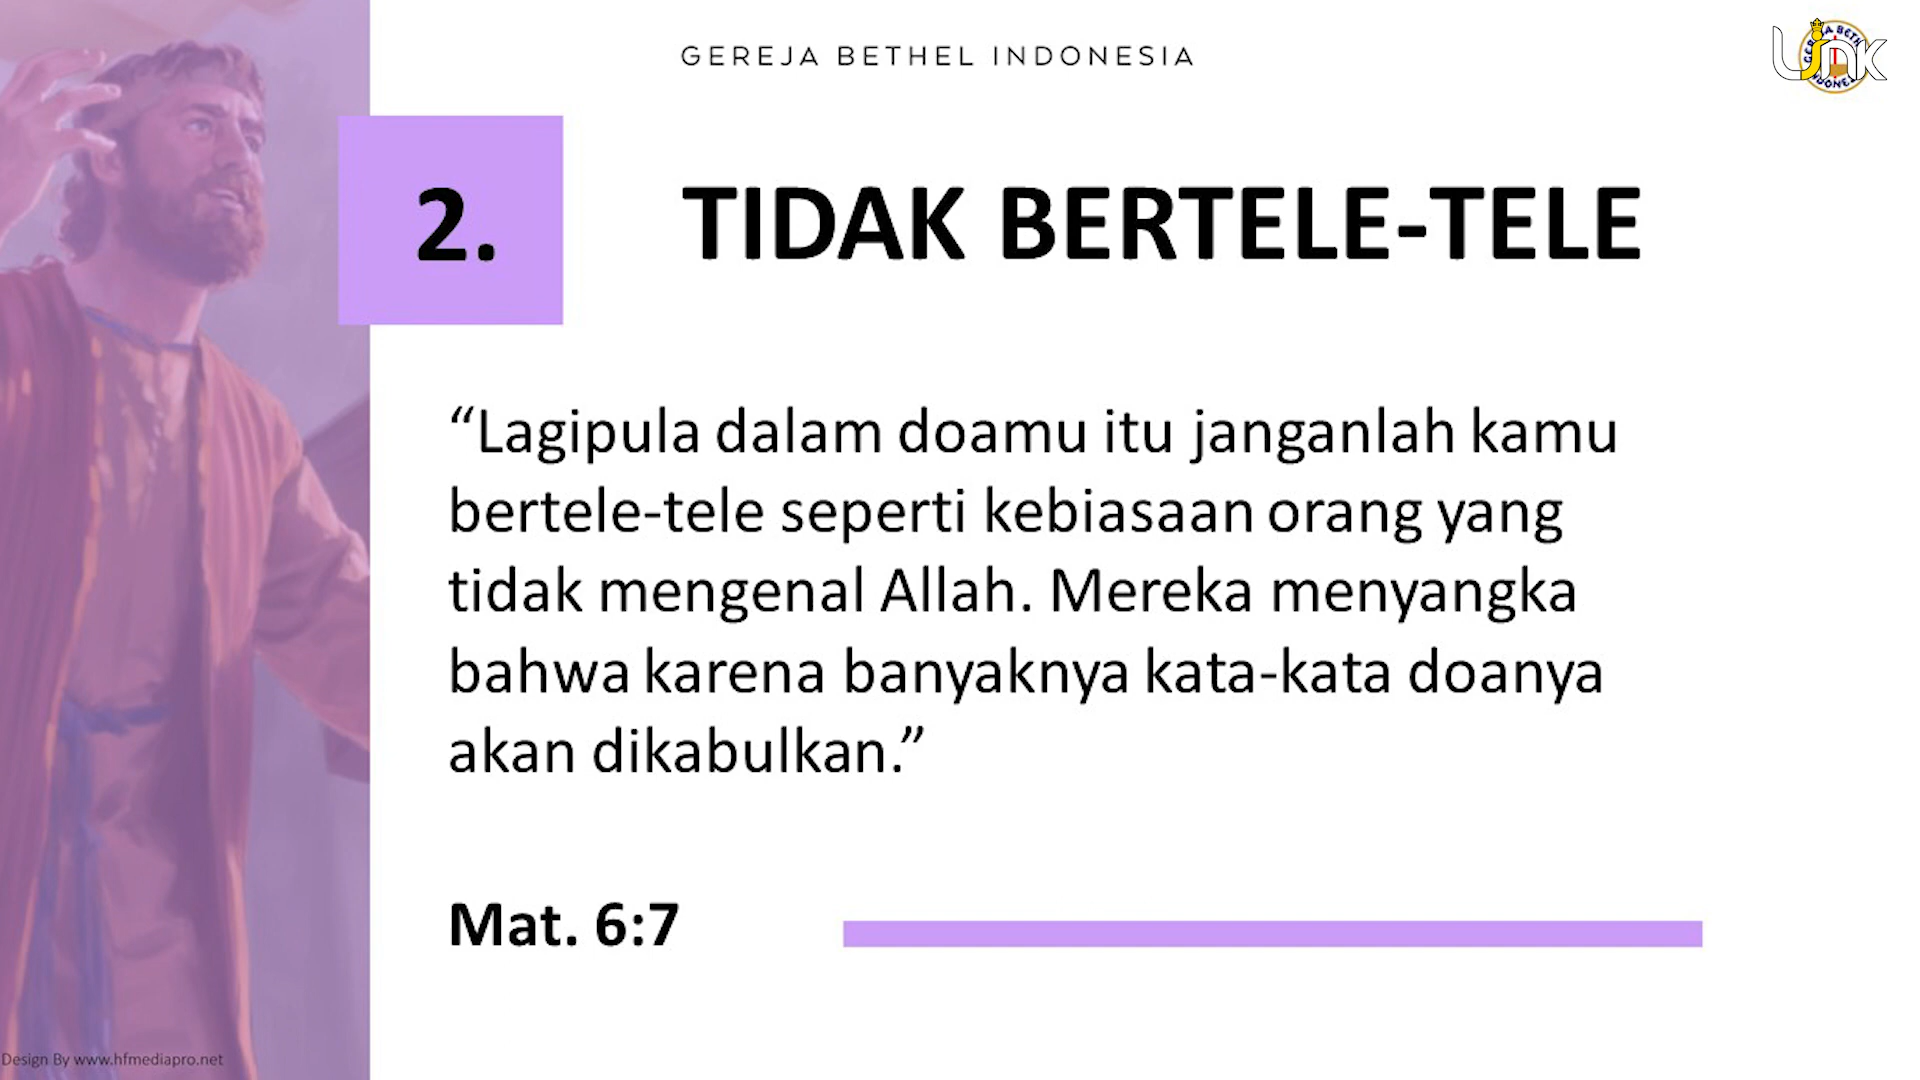 GEREJA BETHEL INDONESIA
2.
TIDAK BERTELE-TELE
“Lagipula dalam doamu itu janganlah kamu
bertele-tele seperti kebiasaan orang yang
tidak mengenal Allah. Mereka menyangka
bahwa karena banyaknya kata-kata doanya
akan dikabulkan.”
Mat. 6:7
Design By www.hfmediapro.net